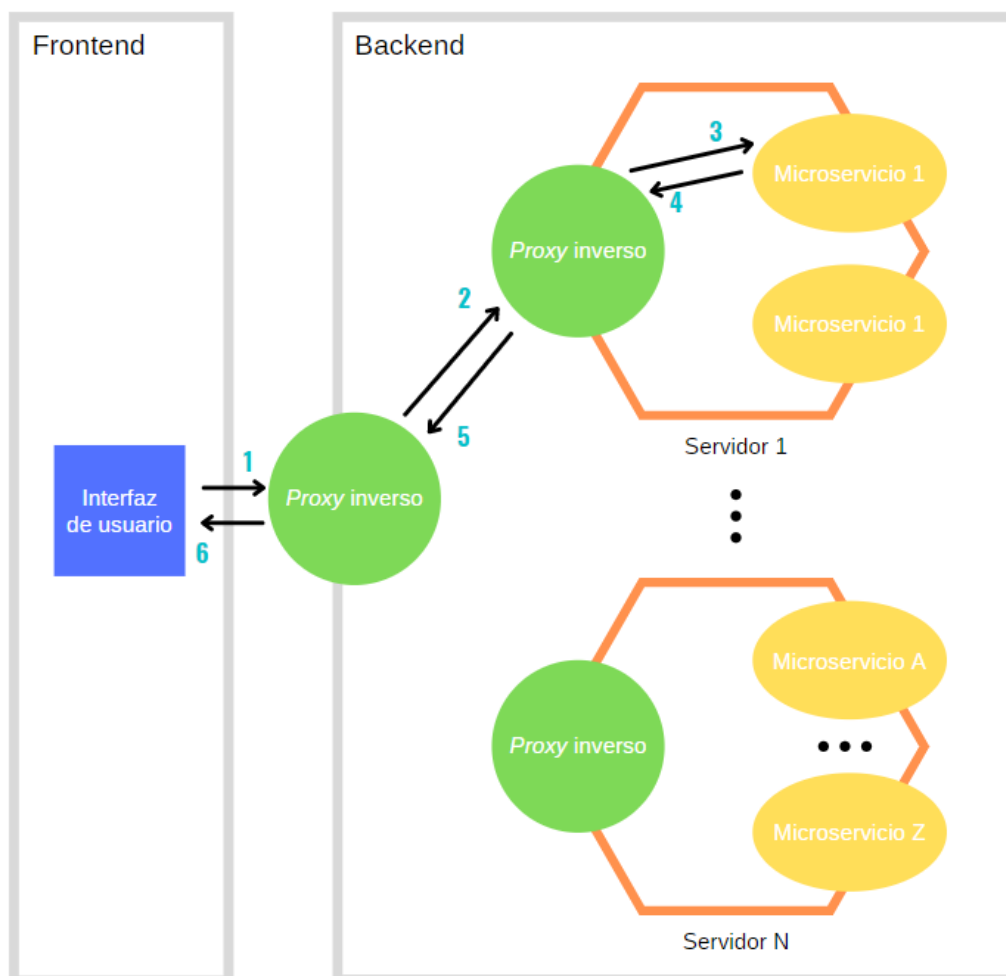 Frontend
Backend
3
Microservicio 1
4
Proxy inverso
2
Microservicio 1
5
Servidor 1
1
Interfaz
de usuario
Proxy inverso
6
Microservicio A
Proxy inverso
Microservicio Z
Servidor N